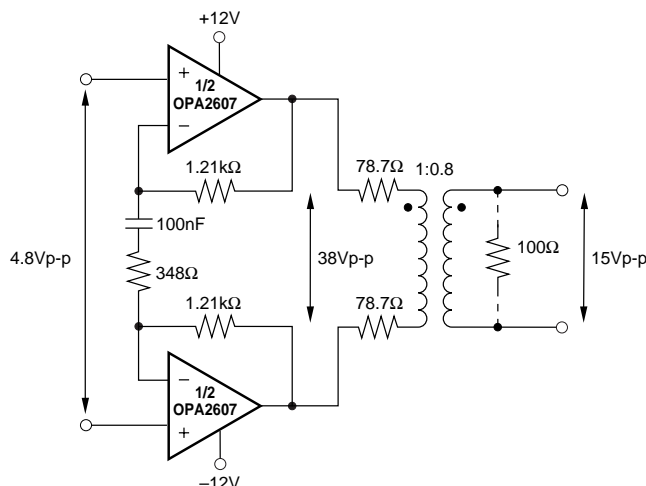 +12V
+
1/2
OPA2607
−
1.21kΩ
78.7Ω
1:0.8
100nF
4.8Vp-p
348Ω
38Vp-p
100Ω
15Vp-p
1.21kΩ
78.7Ω
−
1/2
OPA2607
+
−12V